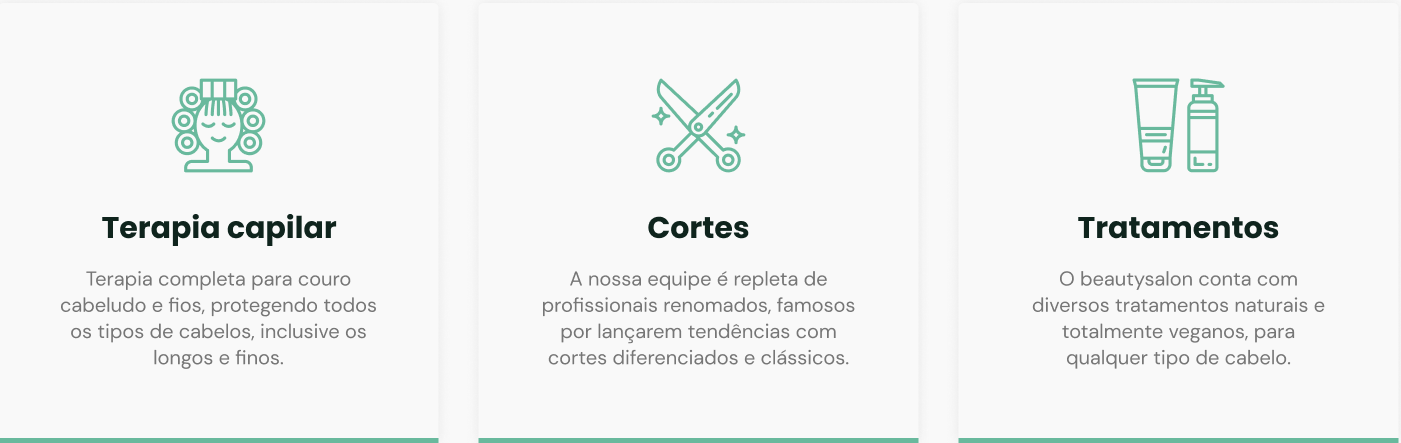 Terapia capilar
Terapia completa para couro
cabeludo e fios, protegendo todos
os tipos de cabelos, inclusive os
longos e finos.
Cortes
A nossa equipe é repleta de
profissionais renomados, famosos
por lançarem tendências com
cortes diferenciados e clássicos.
Tratamentos
O beautysalon conta com
diversos tratamentos naturais e
totalmente veganos, para
qualquer tipo de cabelo.